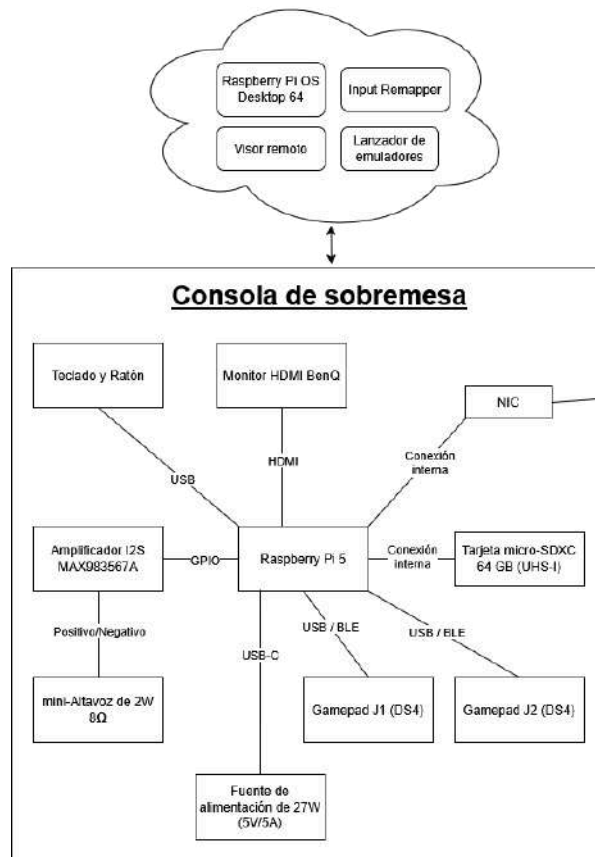 Raspberry Pi OS
Desktop 64
Input Remapper
Visor remoto
Lanzador de
emuladores
Consola de sobremesa
Teclado y Ratón
Monitor HDMI BenQ
NIC
USB
HDMI
Conexión
interna
Amplificador I2S
MAX983567A
GPIO
Raspberry Pi 5
Conexión
interna
Tarjeta micro-SDXC
64 GB (UHS-I)
Positivo/Negativo
USB-C
USB / BLE
USB / BLE
mini-Altavoz de 2W
8Ω
Gamepad J1 (DS4)
Gamepad J2 (DS4)
Fuente de
alimentación de 27W
(5V/5A)